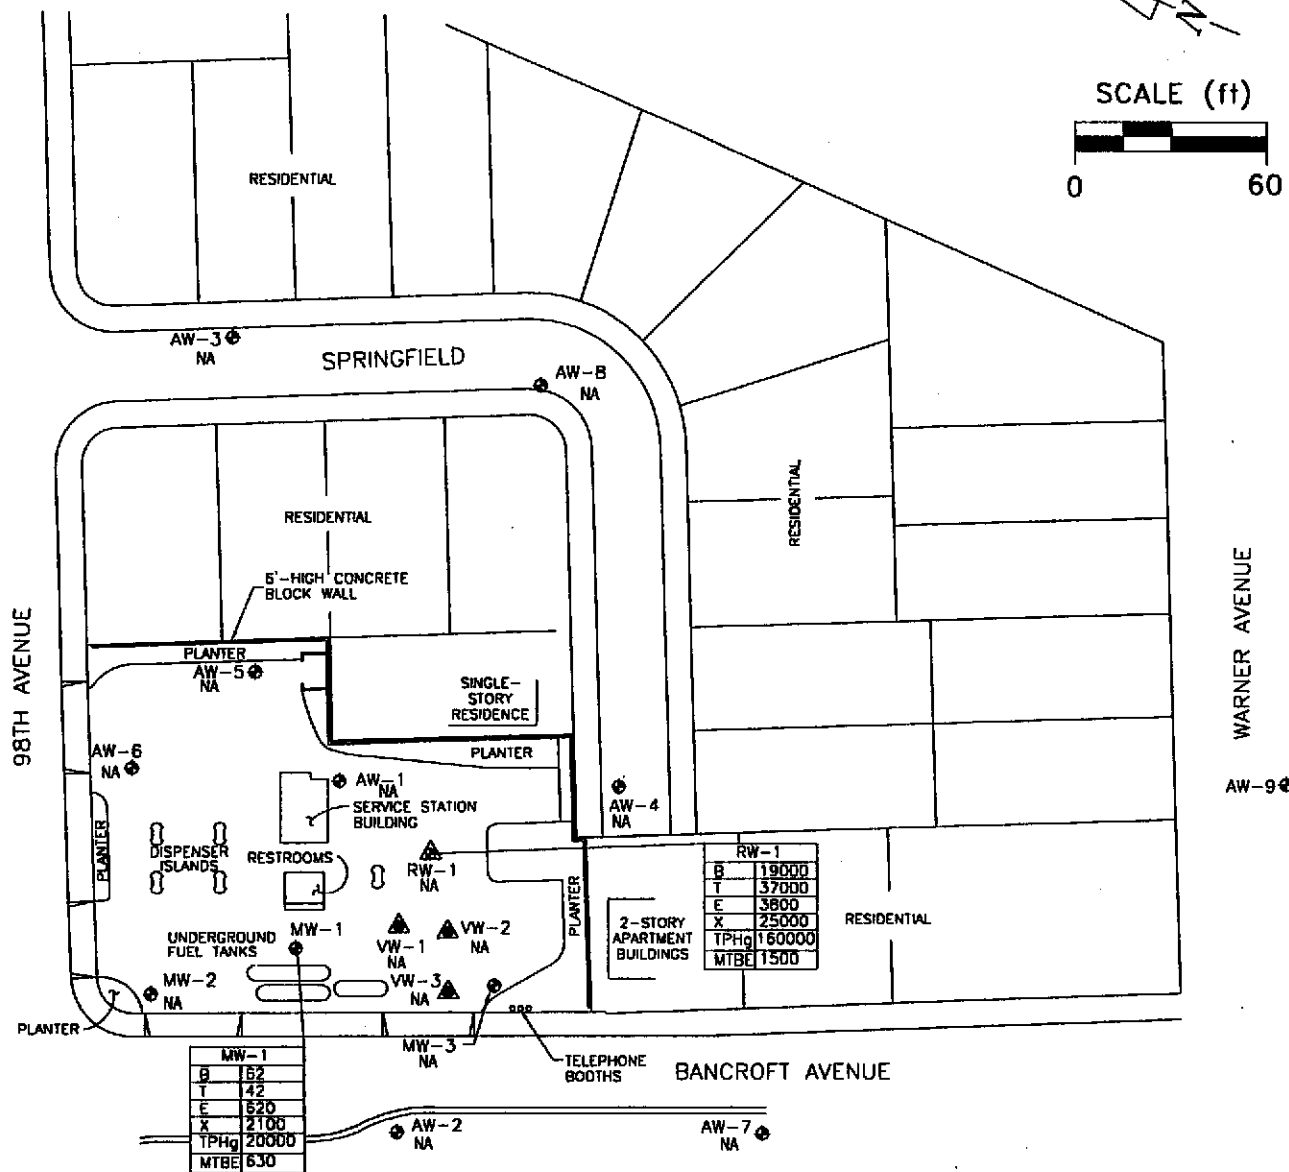 N
SCALE (ft)
0 60
RESIDENTIAL
AW-3
NA
SPRINGFIELD
AW-8
NA
RESIDENTIAL
RESIDENTIAL
6'-HIGH CONCRETE
BLOCK WALL
98TH AVENUE
WARNER AVENUE
PLANTER
AW-5
NA
SINGLE-
STORY
RESIDENCE
PLANTER
AW-6
NA
AW-1
NA
SERVICE STATION
BUILDING
AW-4
NA
AW-9
PLANTER
DISPENSER
ISLANDS
RESTROOMS
RW-1
NA
PLANTER
RW-1
B 19000
T 37000
E 3800
X 25000
TPHg 160000
MTBE 1500
2-STORY
APARTMENT
BUILDINGS
RESIDENTIAL
UNDERGROUND
FUEL TANKS
MW-1
VW-1
NA
VW-2
NA
MW-2
NA
VW-3
NA
PLANTER
MW-3
NA
TELEPHONE
BOOTHS
BANCROFT AVENUE
MW-1
B 62
T 42
E 620
X 2100
TPHg 20000
MTBE 630
AW-2
NA
AW-7
NA